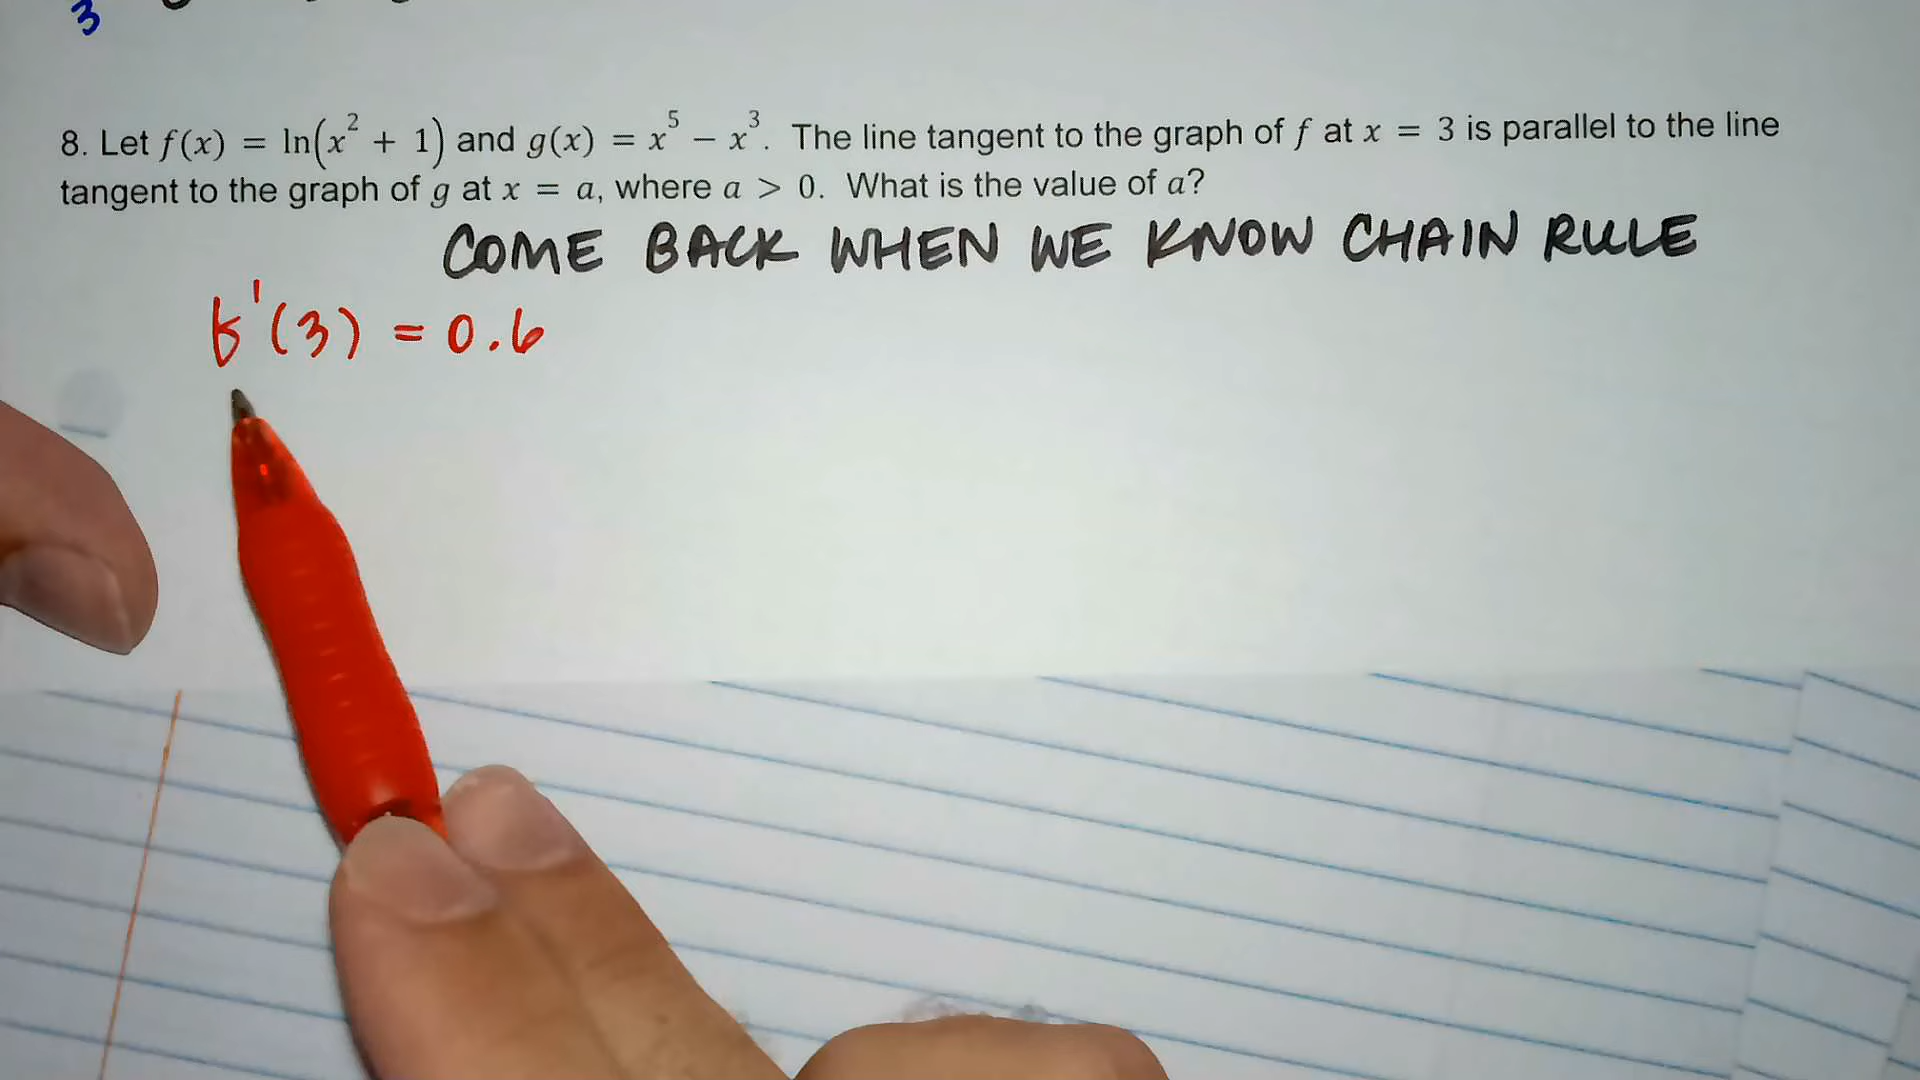 3
8. Let f(x) = ln(x² + 1) and g(x) = x⁵ − x³. The line tangent to the graph of f at x = 3 is parallel to the line
tangent to the graph of g at x = a, where a > 0. What is the value of a?
COME BACK WHEN WE KNOW CHAIN RULE
f'(3) = 0.6